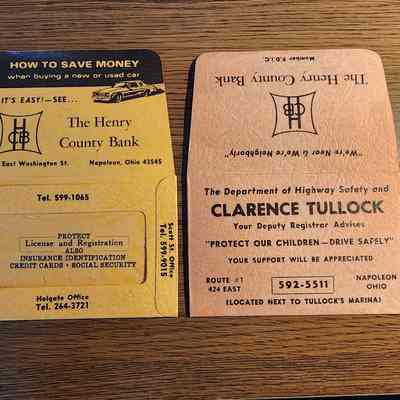 HOW TO SAVE MONEY
when buying a new or used car
IT'S EASY!—SEE...
HCB
The Henry
County Bank
East Washington St. Napoleon, Ohio 43545
Tel. 599-1065
PROTECT
License and Registration
ALSO
INSURANCE IDENTIFICATION
CREDIT CARDS • SOCIAL SECURITY
Holgate Office
Tel. 264-3721
Scott St. Office
Tel. 599-9015
Member F.D.I.C.
The Henry County Bank
HCB
"We're Near & We're Neighborly"
The Department of Highway Safety and
CLARENCE TULLOCK
Your Deputy Registrar Advises
"PROTECT OUR CHILDREN—DRIVE SAFELY"
YOUR SUPPORT WILL BE APPRECIATED
ROUTE #1
424 EAST
592-5511
NAPOLEON
OHIO
(LOCATED NEXT TO TULLOCK'S MARINA)